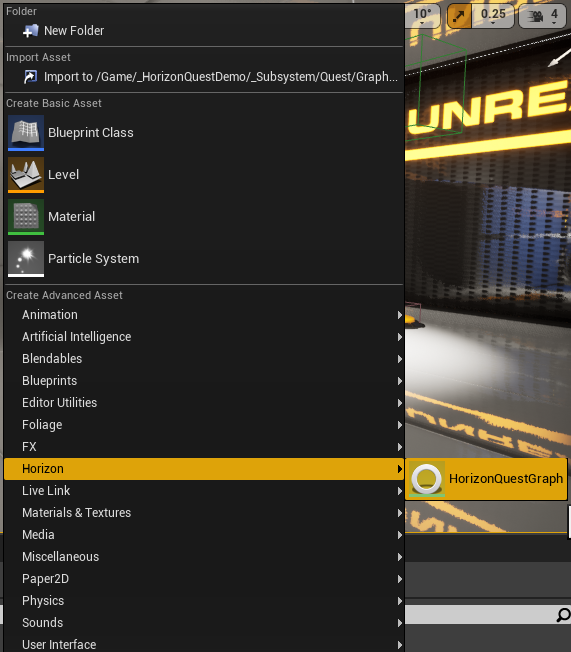 Folder
New Folder
Import Asset
Import to /Game/_HorizonQuestDemo/_Subsystem/Quest/Graph...
Create Basic Asset
Blueprint Class
Level
Material
Particle System
Create Advanced Asset
Animation
Artificial Intelligence
Blendables
Blueprints
Editor Utilities
Foliage
FX
Horizon
HorizonQuestGraph
Live Link
Materials & Textures
Media
Miscellaneous
Paper2D
Physics
Sounds
User Interface
10° 0.25 4
UNRE